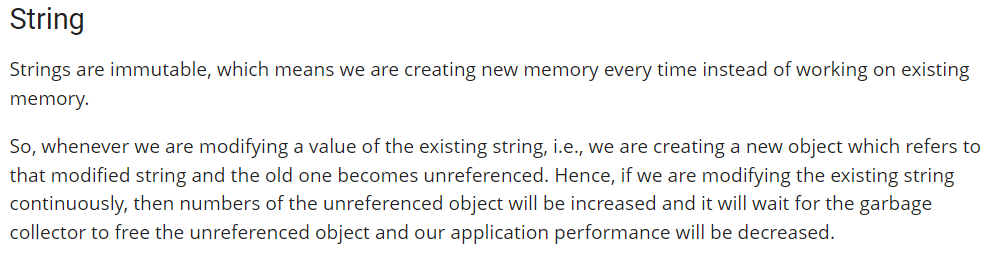 String
Strings are immutable, which means we are creating new memory every time instead of working on existing
memory.
So, whenever we are modifying a value of the existing string, i.e., we are creating a new object which refers to
that modified string and the old one becomes unreferenced. Hence, if we are modifying the existing string
continuously, then numbers of the unreferenced object will be increased and it will wait for the garbage
collector to free the unreferenced object and our application performance will be decreased.